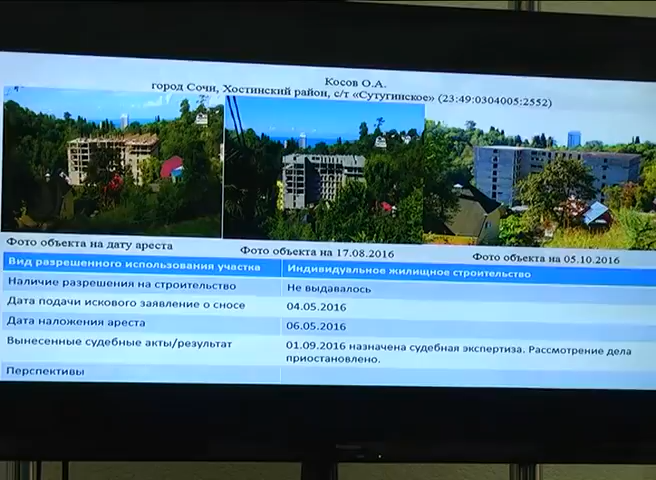 Косов О.А.
город Сочи, Хостинский район, с/т «Сутугинское» (23:49:0304005:2552)
Фото объекта на дату ареста
Фото объекта на 17.08.2016
Фото объекта на 05.10.2016
Вид разрешенного использования участка Индивидуальное жилищное строительство
Наличие разрешения на строительство Не выдавалось
Дата подачи искового заявления о сносе 04.05.2016
Дата наложения ареста 06.05.2016
Вынесенные судебные акты/результат 01.09.2016 назначена судебная экспертиза. Рассмотрение дела
приостановлено.
Перспективы